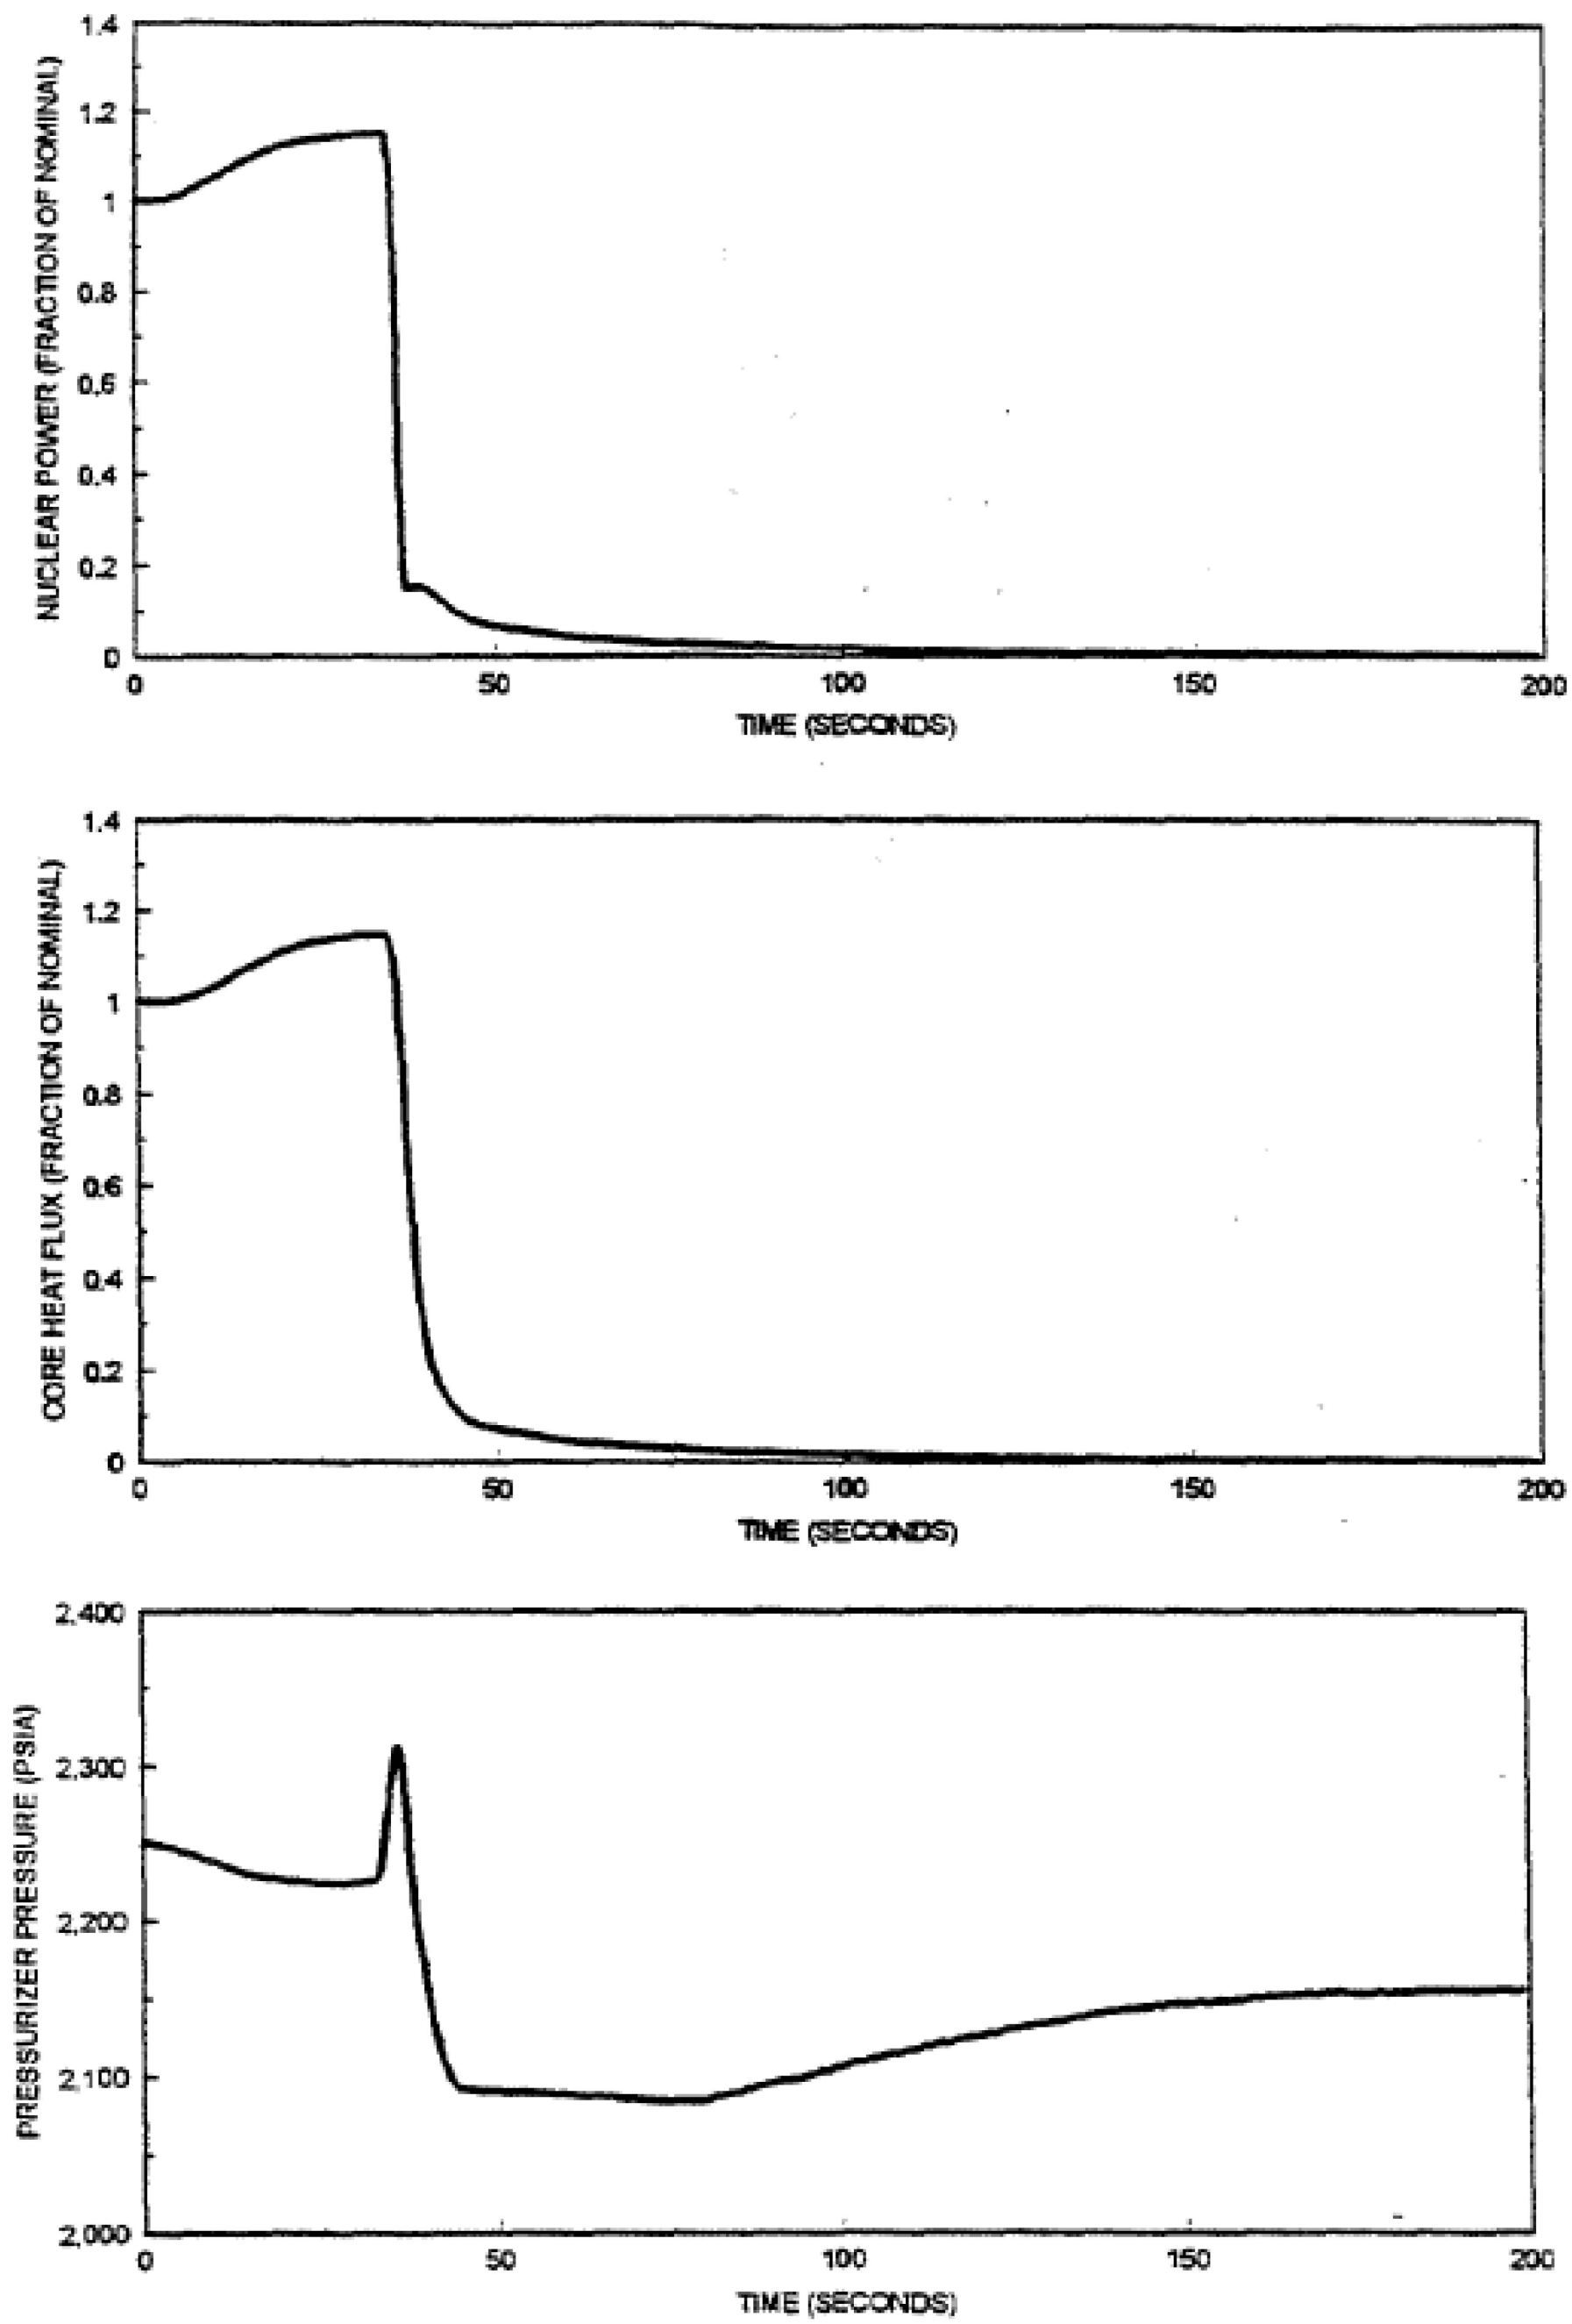 NUCLEAR POWER (FRACTION OF NOMINAL)
1.4
1.2
1
0.8
0.6
0.4
0.2
0
0 50 100 150 200
TIME (SECONDS)
CORE HEAT FLUX (FRACTION OF NOMINAL)
1.4
1.2
1
0.8
0.6
0.4
0.2
0
0 50 100 150 200
TIME (SECONDS)
PRESSURIZER PRESSURE (PSIA)
2,400
2,300
2,200
2,100
2,000
0 50 100 150 200
TIME (SECONDS)